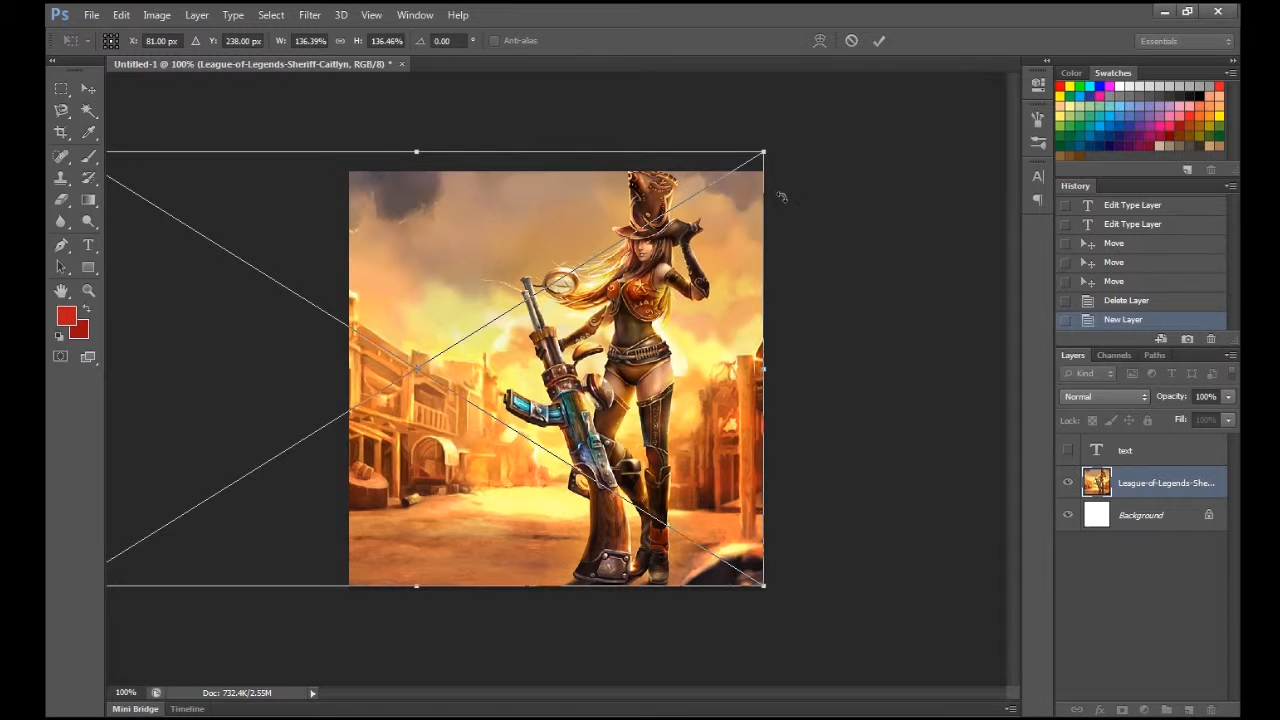 Ps File Edit Image Layer Type Select Filter 3D View Window Help
X: 81.00 px Y: 238.00 px W: 136.39% H: 136.46% 0.00 ° Anti-alias Essentials
Untitled-1 @ 100% (League-of-Legends-Sheriff-Caitlyn, RGB/8) * ×
Color Swatches
History
Edit Type Layer
Edit Type Layer
Move
Move
Move
Delete Layer
New Layer
Layers Channels Paths
Kind
Normal Opacity: 100%
Lock: Fill: 100%
text
League-of-Legends-She...
Background
100% Doc: 732.4K/2.55M
Mini Bridge Timeline